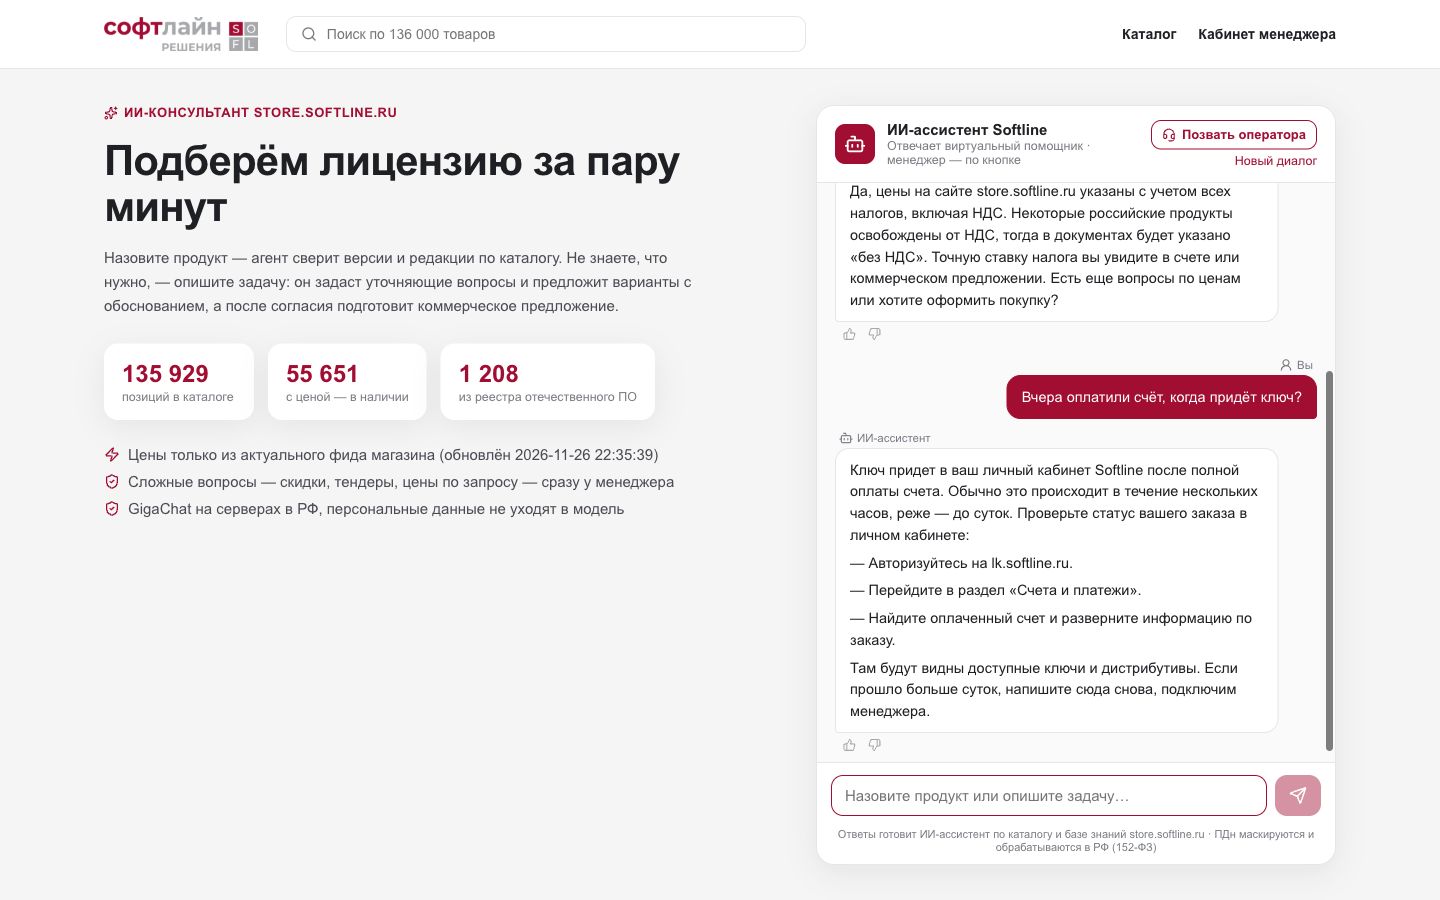 софтлайн
РЕШЕНИЯ
S O
F L
Поиск по 136 000 товаров
Каталог
Кабинет менеджера
ИИ-КОНСУЛЬТАНТ STORE.SOFTLINE.RU
Подберём лицензию за пару
минут
Назовите продукт — агент сверит версии и редакции по каталогу. Не знаете, что
нужно, — опишите задачу: он задаст уточняющие вопросы и предложит варианты с
обоснованием, а после согласия подготовит коммерческое предложение.
135 929
позиций в каталоге
55 651
с ценой — в наличии
1 208
из реестра отечественного ПО
Цены только из актуального фида магазина (обновлён 2026-11-26 22:35:39)
Сложные вопросы — скидки, тендеры, цены по запросу — сразу у менеджера
GigaChat на серверах в РФ, персональные данные не уходят в модель
ИИ-ассистент Softline
Отвечает виртуальный помощник ·
менеджер — по кнопке
Позвать оператора
Новый диалог
Да, цены на сайте store.softline.ru указаны с учетом всех
налогов, включая НДС. Некоторые российские продукты
освобождены от НДС, тогда в документах будет указано
«без НДС». Точную ставку налога вы увидите в счете или
коммерческом предложении. Есть еще вопросы по ценам
или хотите оформить покупку?
Вы
Вчера оплатили счёт, когда придёт ключ?
ИИ-ассистент
Ключ придет в ваш личный кабинет Softline после полной
оплаты счета. Обычно это происходит в течение нескольких
часов, реже — до суток. Проверьте статус вашего заказа в
личном кабинете:
— Авторизуйтесь на lk.softline.ru.
— Перейдите в раздел «Счета и платежи».
— Найдите оплаченный счет и разверните информацию по
заказу.
Там будут видны доступные ключи и дистрибутивы. Если
прошло больше суток, напишите сюда снова, подключим
менеджера.
Назовите продукт или опишите задачу…
Ответы готовит ИИ-ассистент по каталогу и базе знаний store.softline.ru · ПДн маскируются и
обрабатываются в РФ (152-ФЗ)